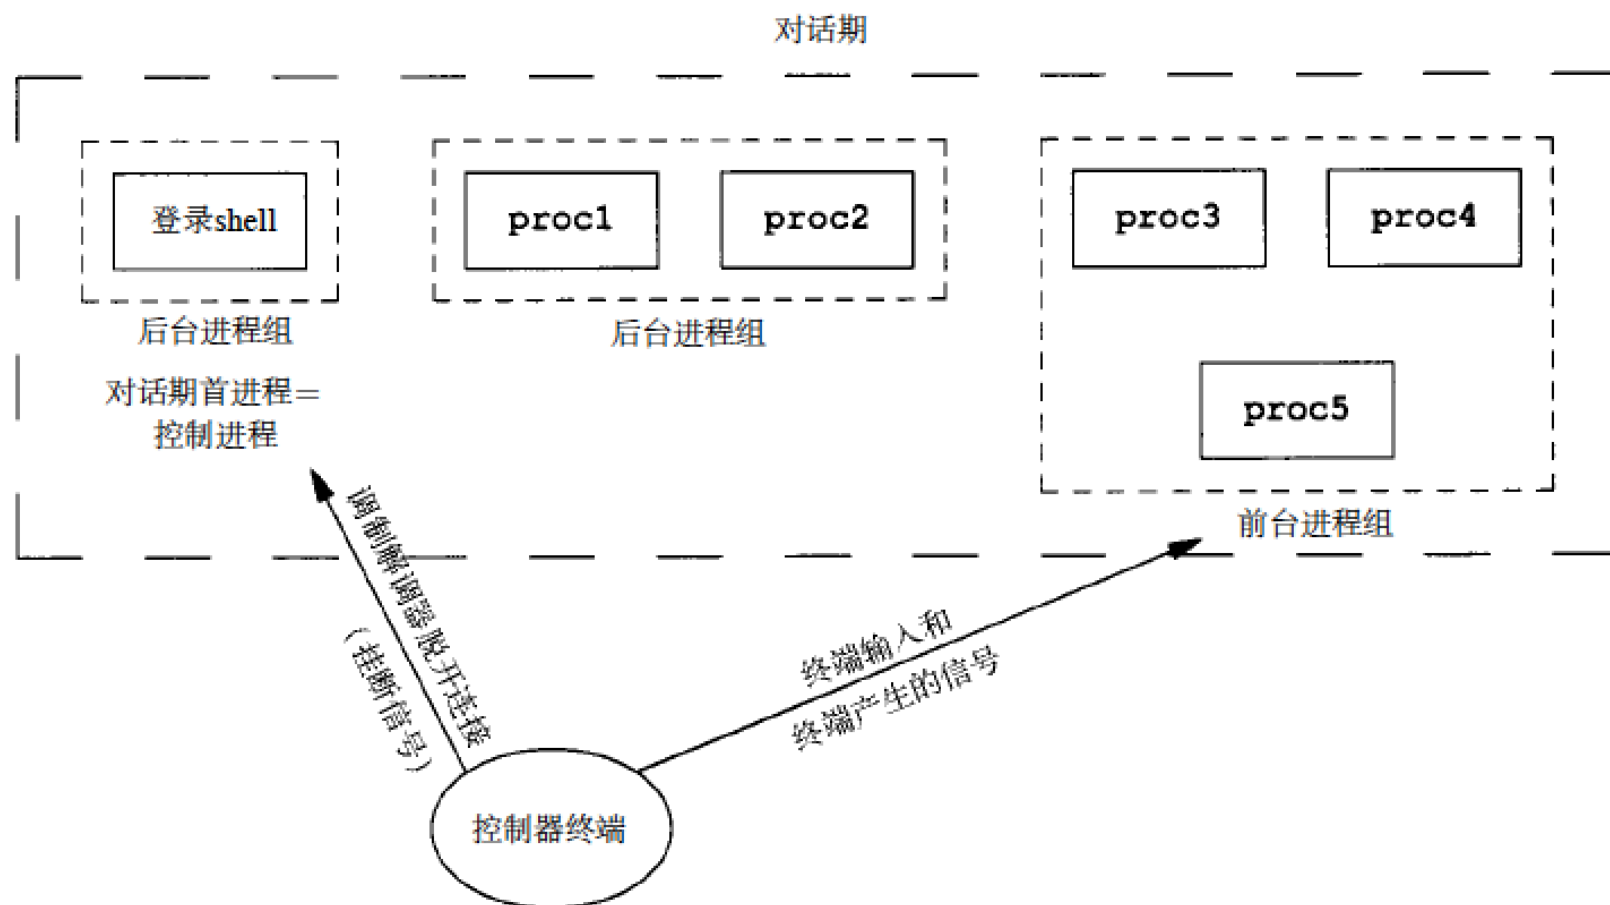 对话期
登录shell
proc1
proc2
proc3
proc4
后台进程组
后台进程组
对话期首进程=
控制进程
proc5
前台进程组
调制解调器脱开连接
(挂断信号)
终端输入和
终端产生的信号
控制器终端